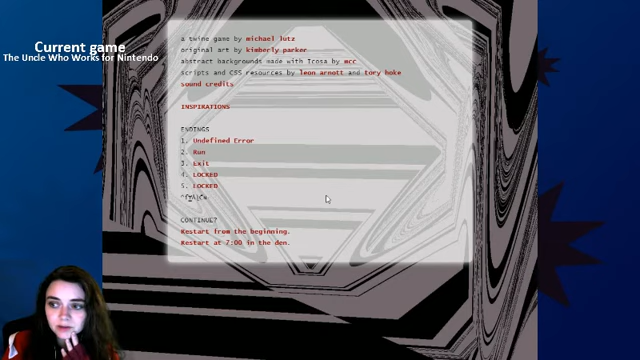 Current game
The Uncle Who Works for Nintendo
a twine game by michael lutz
original art by kimberly parker
abstract backgrounds made with Icosa by mcc
scripts and CSS resources by leon arnott and tory hoke
sound credits
INSPIRATIONS
ENDINGS
1. Undefined Error
2. Run
3. Exit
4. LOCKED
5. LOCKED
CONTINUE?
Restart from the beginning.
Restart at 7:00 in the den.